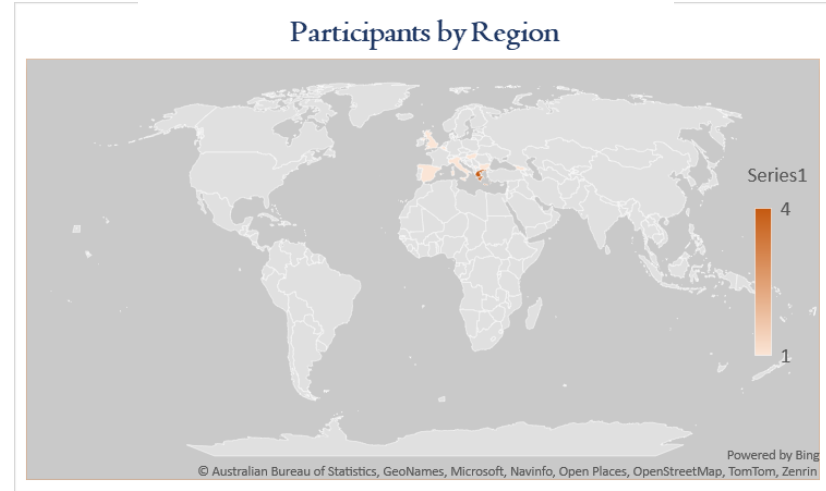 Participants by Region
Series1
4
1
Powered by Bing
© Australian Bureau of Statistics, GeoNames, Microsoft, Navinfo, Open Places, OpenStreetMap, TomTom, Zenrin